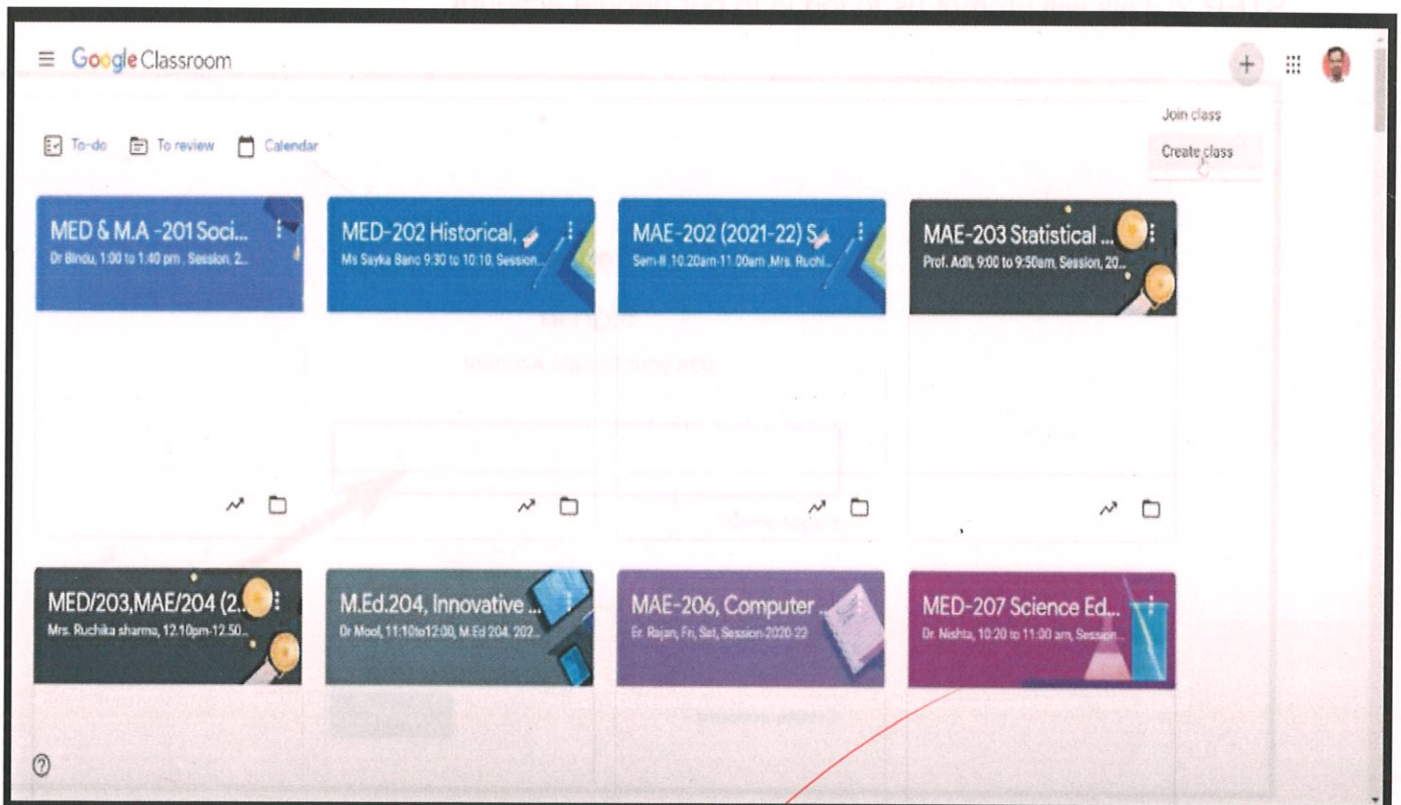 Google Classroom
Join class
Create class
To-do To review Calendar
MED & M.A -201 Soci...
Dr Bindu, 1:00 to 1:40 pm , Session, 2...
MED-202 Historical,
Ms Sayka Bano 9:30 to 10:10, Session...
MAE-202 (2021-22) S
Sem-II ,10.20am-11.00am ,Mrs. Ruchi...
MAE-203 Statistical ...
Prof. Adit, 9:00 to 9:50am, Session, 20...
MED/203,MAE/204 (2...
Mrs. Ruchika sharma, 12.10pm-12.50...
M.Ed.204, Innovative ...
Dr Mool, 11:10to12:00, M.Ed 204, 202...
MAE-206, Computer ...
Er. Rajan, Fri, Sat, Session-2020-22
MED-207 Science Ed...
Dr. Nishta, 10:20 to 11:00 am, Session...